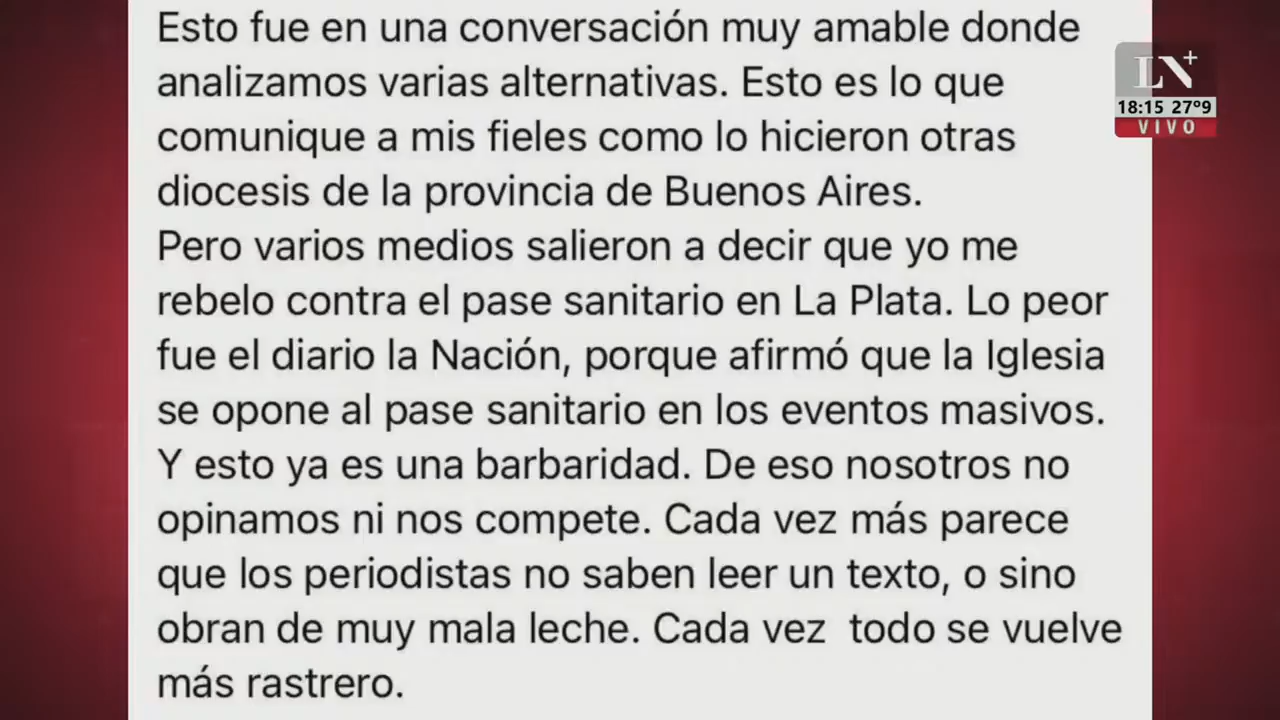 Esto fue en una conversación muy amable donde
analizamos varias alternativas. Esto es lo que
comunique a mis fieles como lo hicieron otras
diocesis de la provincia de Buenos Aires.
Pero varios medios salieron a decir que yo me
rebelo contra el pase sanitario en La Plata. Lo peor
fue el diario la Nación, porque afirmó que la Iglesia
se opone al pase sanitario en los eventos masivos.
Y esto ya es una barbaridad. De eso nosotros no
opinamos ni nos compete. Cada vez más parece
que los periodistas no saben leer un texto, o sino
obran de muy mala leche. Cada vez  todo se vuelve
más rastrero.
LN+
18:15 27º9
VIVO